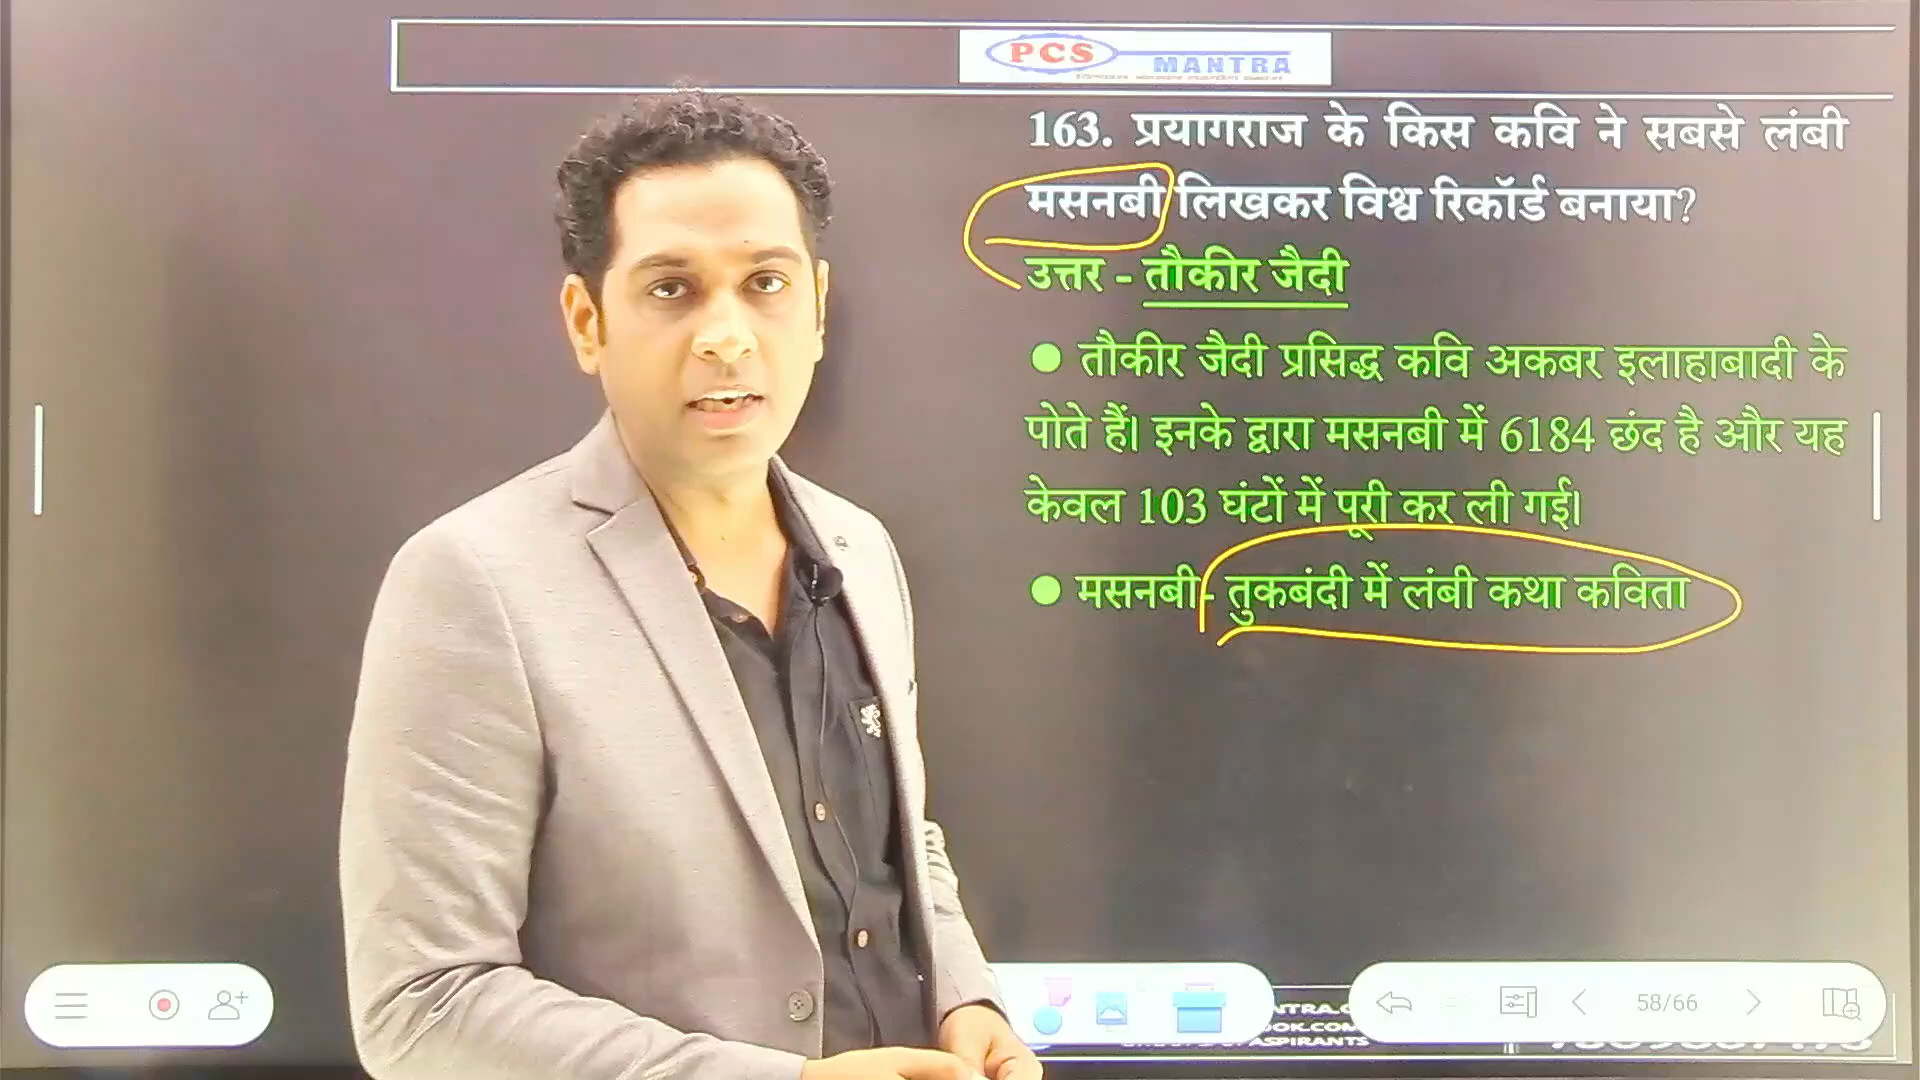 PCS
MANTRA
163. प्रयागराज के किस कवि ने सबसे लंबी
मसनबी लिखकर विश्व रिकॉर्ड बनाया?
उत्तर - तौकीर जैदी
● तौकीर जैदी प्रसिद्ध कवि अकबर इलाहाबादी के
पोते हैं। इनके द्वारा मसनबी में 6184 छंद है और यह
केवल 103 घंटों में पूरी कर ली गई।
● मसनबी- तुकबंदी में लंबी कथा कविता
58/66
ASPIRANTS